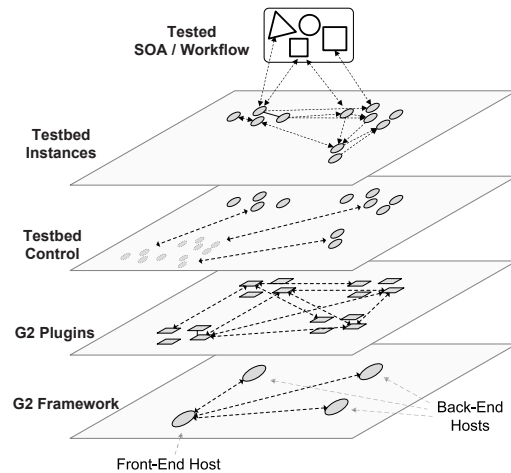 Tested
SOA / Workflow
Testbed
Instances
Testbed
Control
G2 Plugins
G2 Framework
Back-End
Hosts
Front-End Host